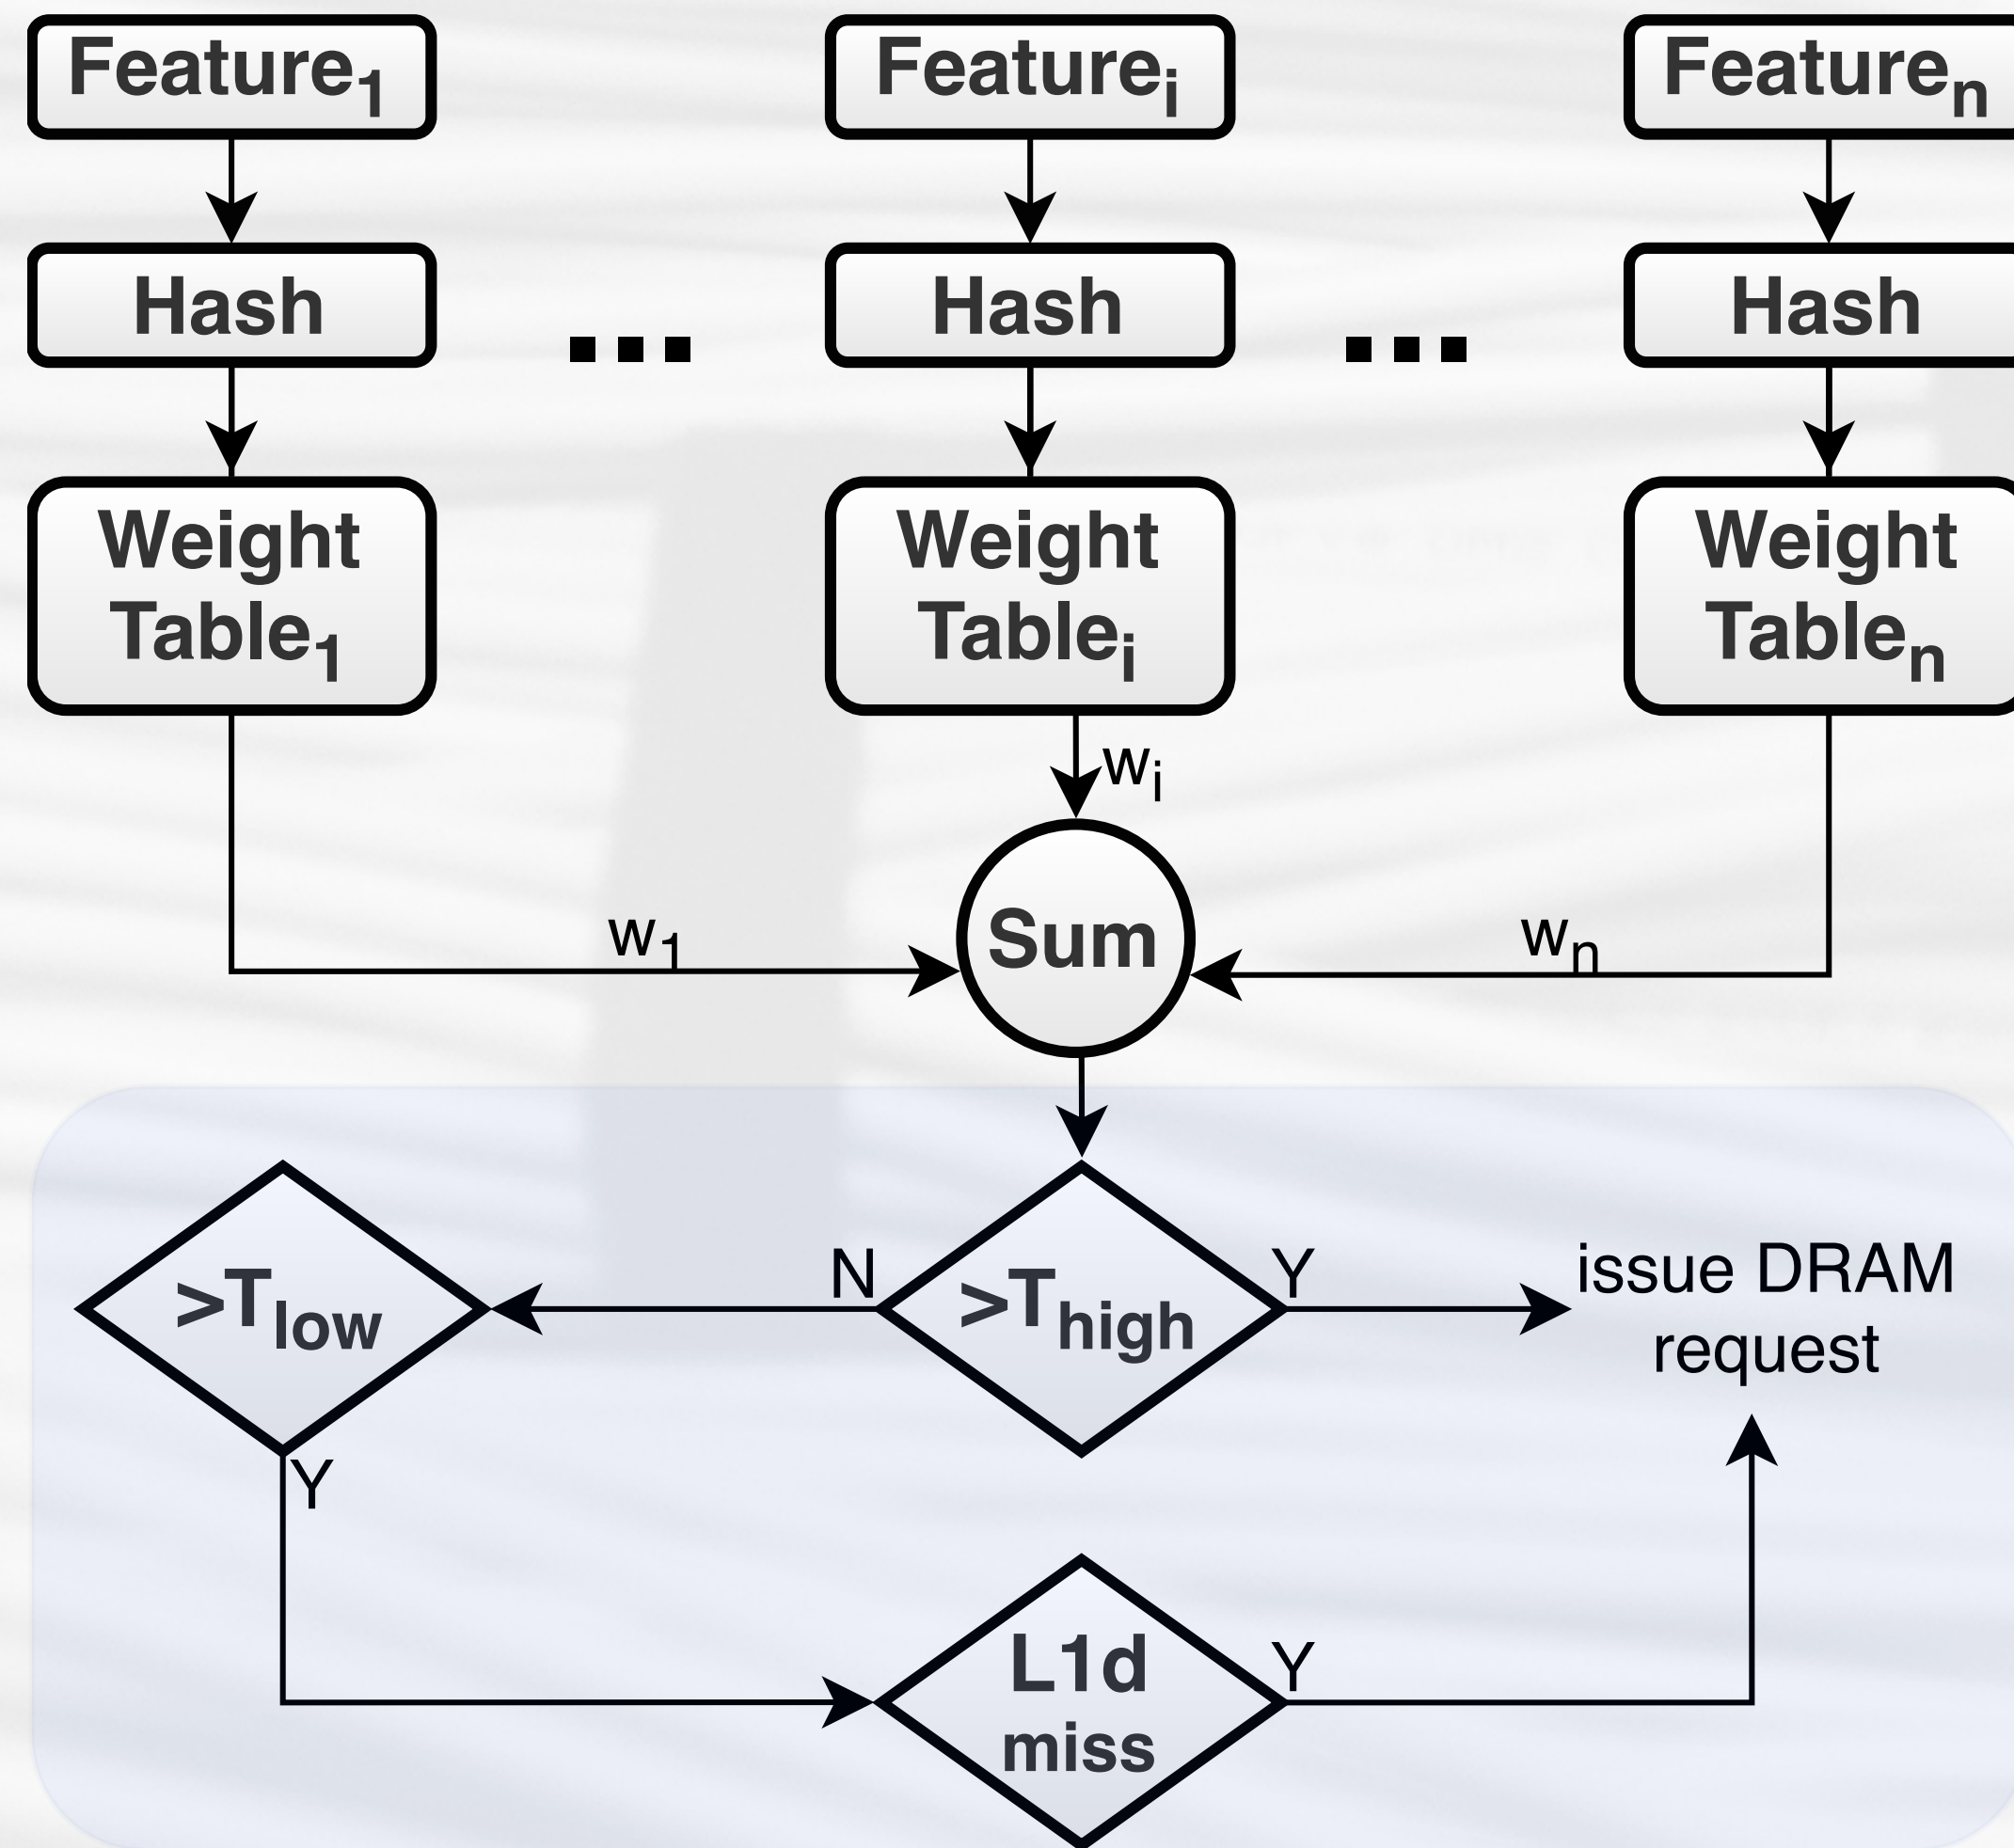 Feature1
Featurei
Featuren
Hash
Hash
Hash
Weight
Table1
Weight
Tablei
Weight
Tablen
wi
w1
Sum
wn
>Tlow
N
>Thigh
Y
issue DRAM
request
Y
L1d
miss
Y